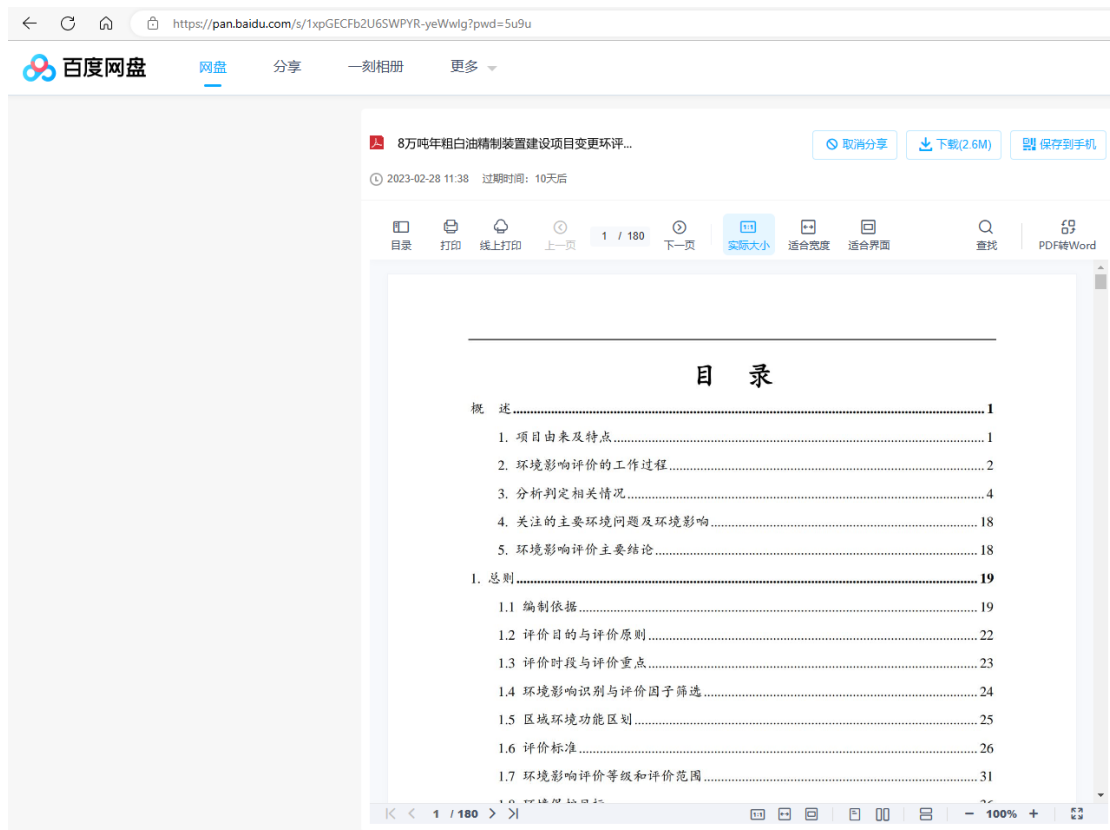 https://pan.baidu.com/s/1xpGECFb2U6SWPYR-yeWwlg?pwd=5u9u
百度网盘 网盘 分享 一刻相册 更多
8万吨年粗白油精制装置建设项目变更环评... 取消分享 下载(2.6M) 保存到手机
2023-02-28 11:38 过期时间：10天后
目录 打印 线上打印 上一页 1 / 180 下一页 实际大小 适合宽度 适合界面 查找 PDF转Word
目 录
概 述 1
1. 项目由来及特点 1
2. 环境影响评价的工作过程 2
3. 分析判定相关情况 4
4. 关注的主要环境问题及环境影响 18
5. 环境影响评价主要结论 18
1. 总则 19
1.1 编制依据 19
1.2 评价目的与评价原则 22
1.3 评价时段与评价重点 23
1.4 环境影响识别与评价因子筛选 24
1.5 区域环境功能区划 25
1.6 评价标准 26
1.7 环境影响评价等级和评价范围 31
1 / 180 1:1 100%